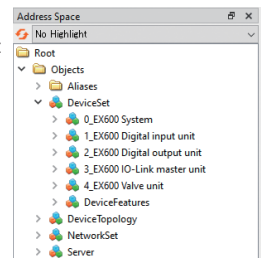 Address Space
No Highlight
Root
Objects
Aliases
DeviceSet
0_EX600 System
1_EX600 Digital input unit
2_EX600 Digital output unit
3_EX600 IO-Link master unit
4_EX600 Valve unit
DeviceFeatures
DeviceTopology
NetworkSet
Server